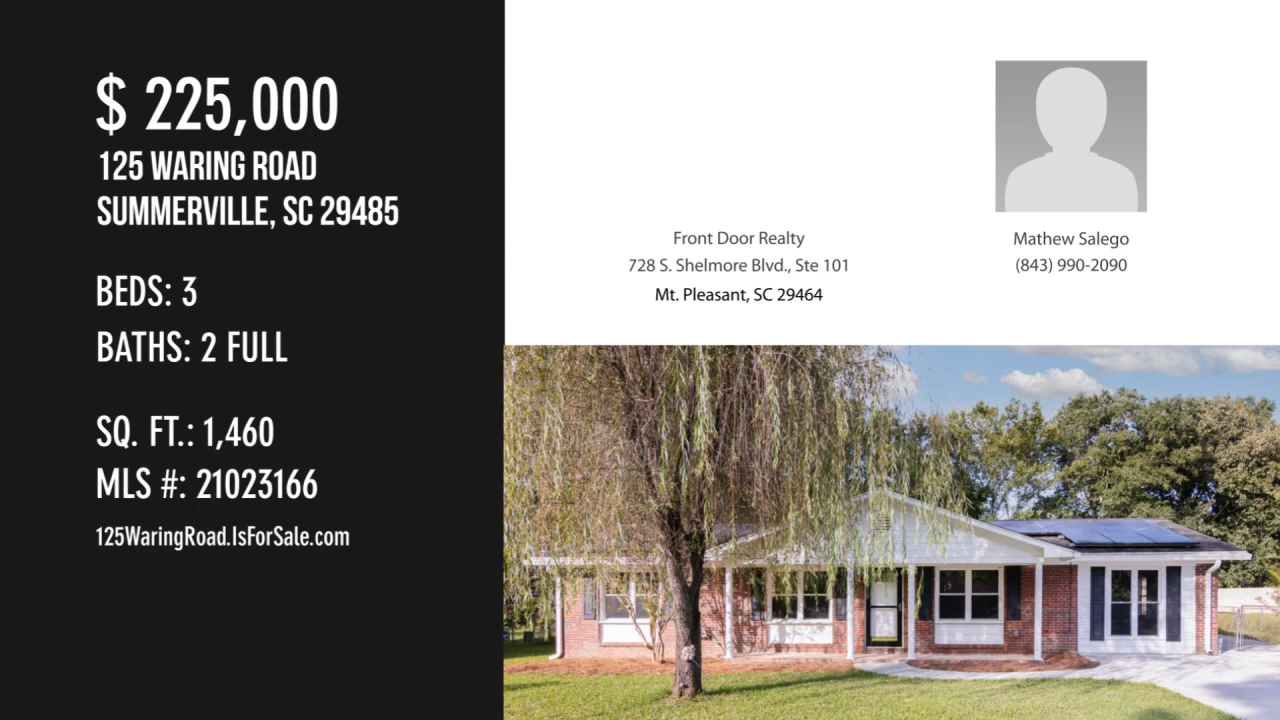 $ 225,000
125 WARING ROAD
SUMMERVILLE, SC 29485
BEDS: 3
BATHS: 2 FULL
SQ. FT.: 1,460
MLS #: 21023166
125WaringRoad.IsForSale.com
Front Door Realty
728 S. Shelmore Blvd., Ste 101
Mt. Pleasant, SC 29464
Mathew Salego
(843) 990-2090